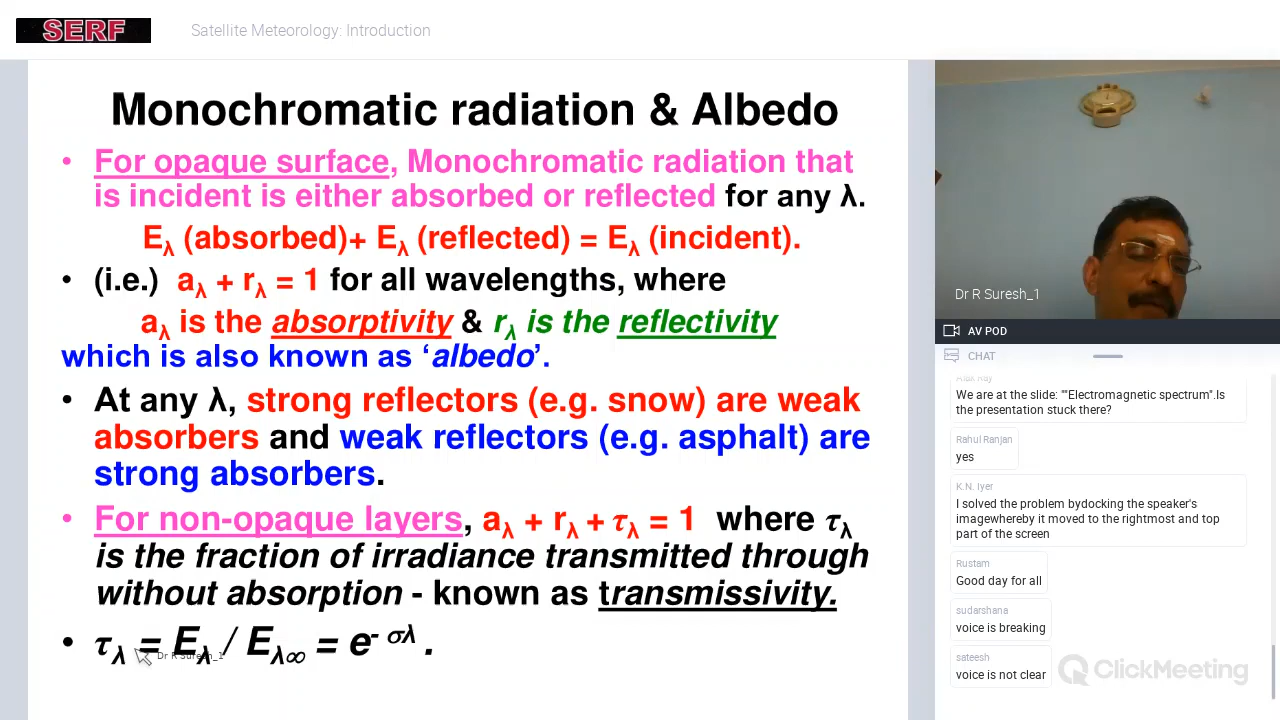 SERF
Satellite Meteorology: Introduction
Monochromatic radiation & Albedo
• For opaque surface, Monochromatic radiation that
is incident is either absorbed or reflected for any λ.
Eλ (absorbed)+ Eλ (reflected) = Eλ (incident).
• (i.e.) aλ + rλ = 1 for all wavelengths, where
aλ is the absorptivity & rλ is the reflectivity
which is also known as ‘albedo’.
• At any λ, strong reflectors (e.g. snow) are weak
absorbers and weak reflectors (e.g. asphalt) are
strong absorbers.
• For non-opaque layers, aλ + rλ + τλ = 1 where τλ
is the fraction of irradiance transmitted through
without absorption - known as transmissivity.
• τλ = Eλ / Eλ∞ = e- σλ .
Dr R Suresh_1
Dr R Suresh_1
AV POD
CHAT
We are at the slide: ""Electromagnetic spectrum".Is
the presentation stuck there?
Rahul Ranjan
yes
K.N. Iyer
I solved the problem bydocking the speaker's
imagewhereby it moved to the rightmost and top
part of the screen
Rustam
Good day for all
sudarshana
voice is breaking
sateesh
voice is not clear
ClickMeeting